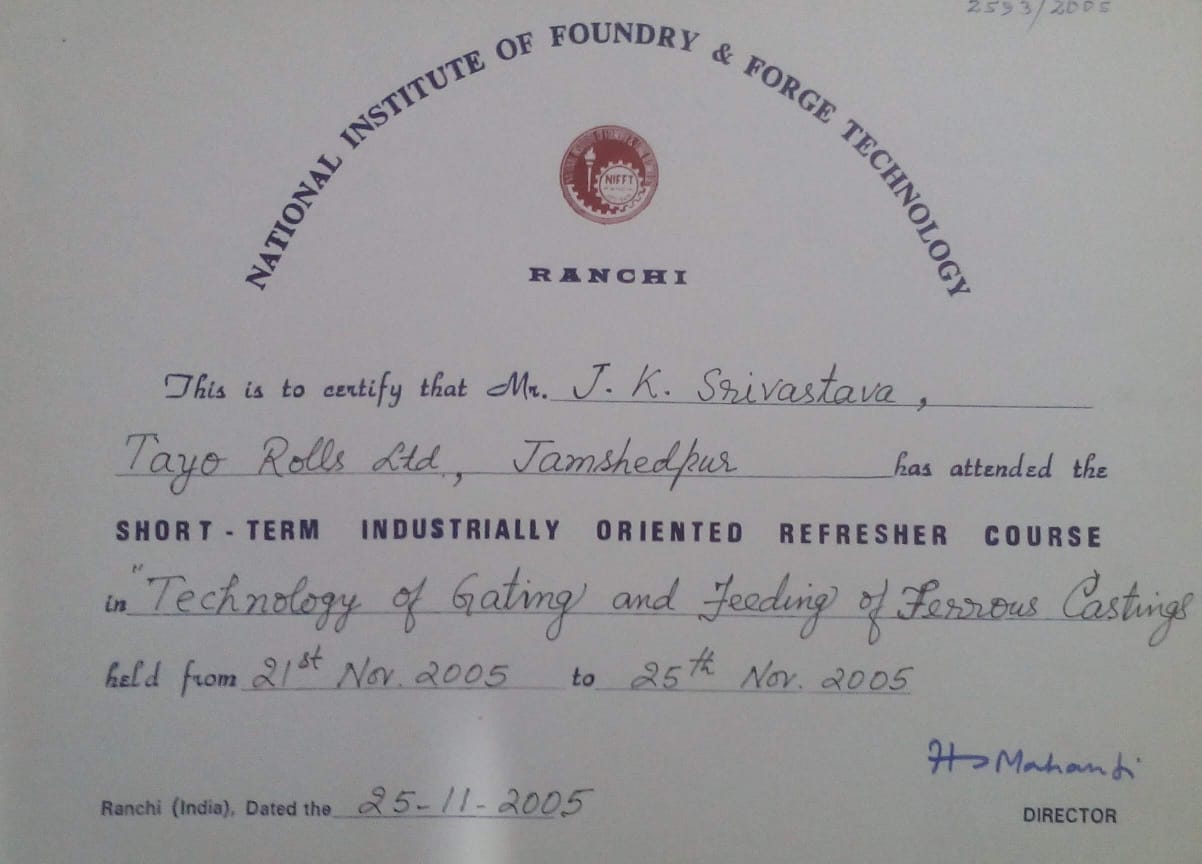 2593/2005
NATIONAL INSTITUTE OF FOUNDRY & FORGE TECHNOLOGY
NIFFT
RANCHI
This is to certify that Mr. J. K. Srivastava,
Tayo Rolls Ltd., Jamshedpur has attended the
SHORT-TERM INDUSTRIALLY ORIENTED REFRESHER COURSE
in "Technology of Gating and Feeding of Ferrous Castings
held from 21st Nov. 2005 to 25th Nov. 2005
Mahanti
Ranchi (India), Dated the 25-11-2005
DIRECTOR